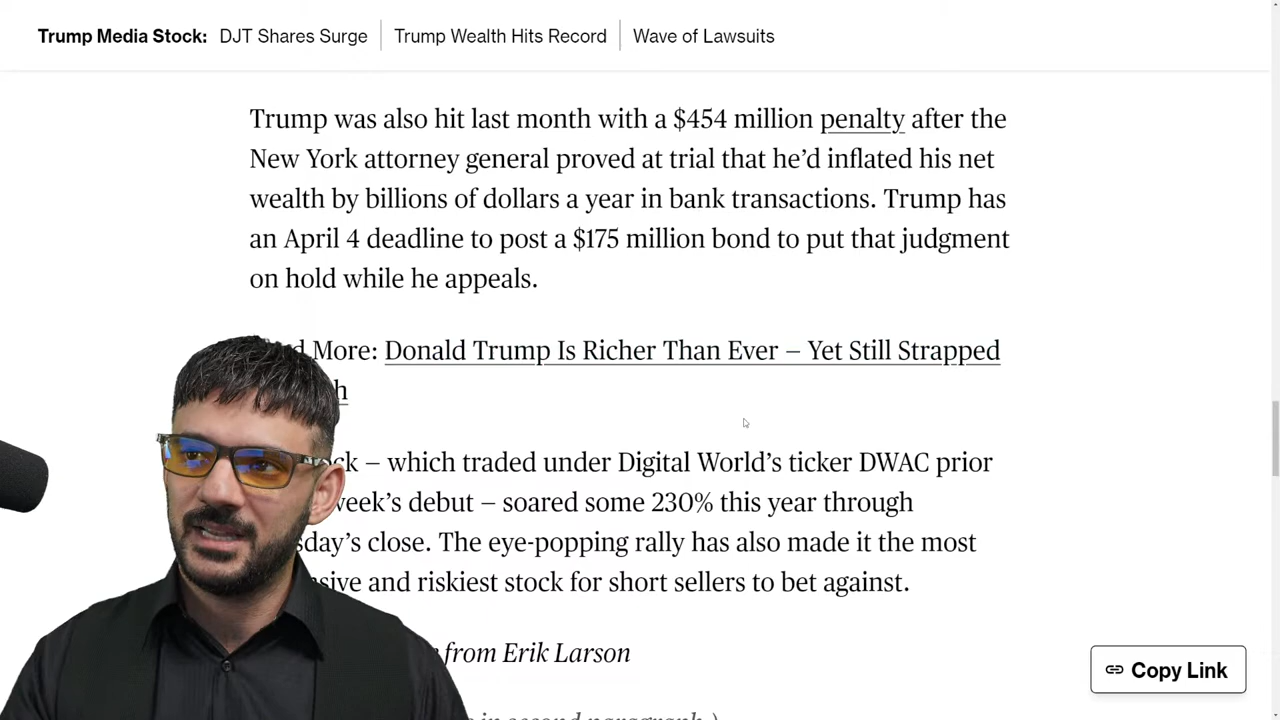 Trump Media Stock: DJT Shares Surge Trump Wealth Hits Record Wave of Lawsuits
Trump was also hit last month with a $454 million penalty after the
New York attorney general proved at trial that he’d inflated his net
wealth by billions of dollars a year in bank transactions. Trump has
an April 4 deadline to post a $175 million bond to put that judgment
on hold while he appeals.
More: Donald Trump Is Richer Than Ever – Yet Still Strapped
– which traded under Digital World’s ticker DWAC prior
week’s debut – soared some 230% this year through
close. The eye-popping rally has also made it the most
and riskiest stock for short sellers to bet against.
from Erik Larson
in second paragraph.)
Copy Link